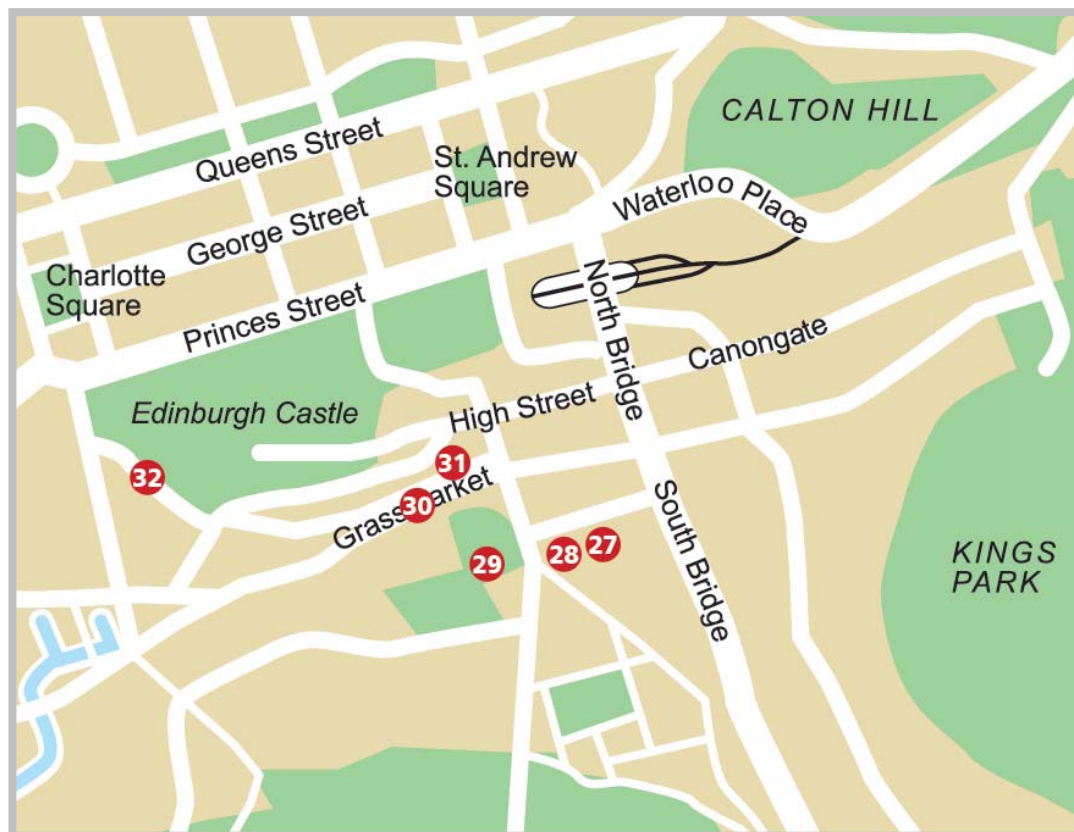 CALTON HILL
Queens Street
St. Andrew
Square
Waterloo Place
George Street
Charlotte
Square
Princes Street
North Bridge
Canongate
Edinburgh Castle
High Street
31
32
30
Grassmarket
South Bridge
29
28
27
KINGS
PARK